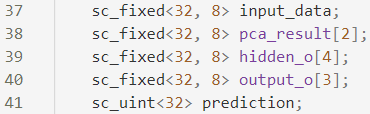 37 sc_fixed<32, 8> input_data;
38 sc_fixed<32, 8> pca_result[2];
39 sc_fixed<32, 8> hidden_o[4];
40 sc_fixed<32, 8> output_o[3];
41 sc_uint<32> prediction;